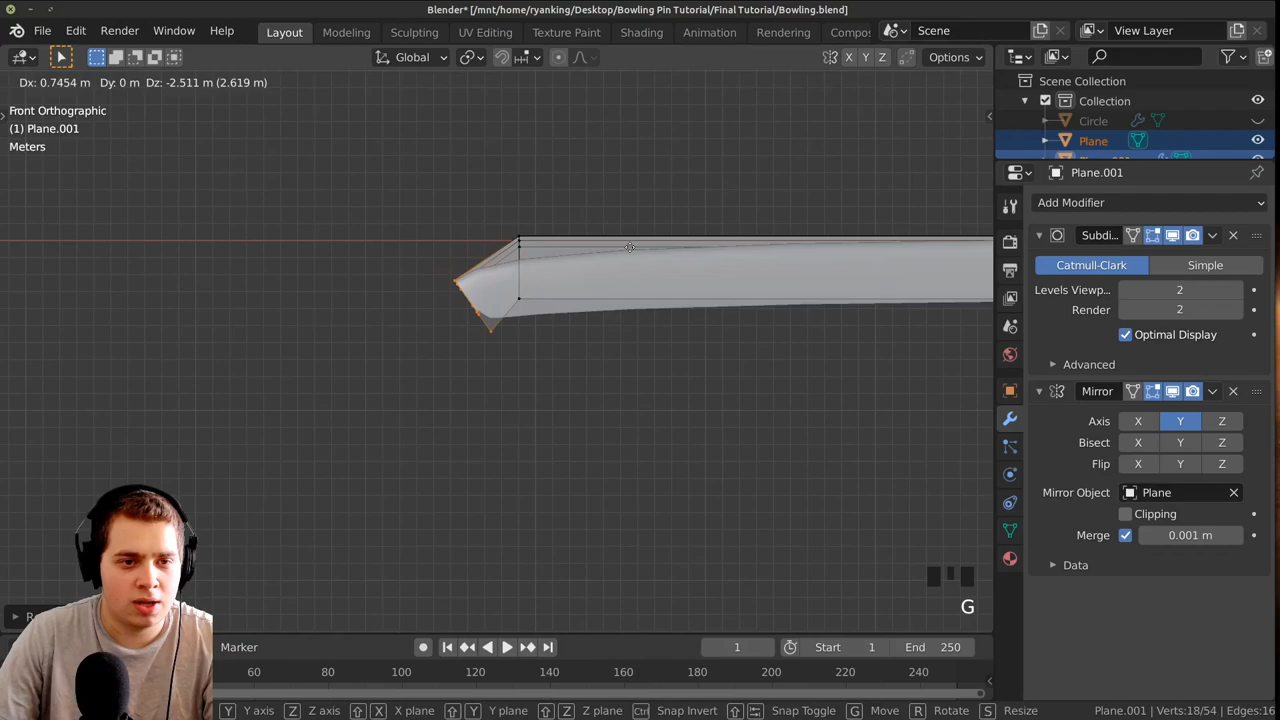 Blender* [/mnt/home/ryanking/Desktop/Bowling Pin Tutorial/Final Tutorial/Bowling.blend]
File Edit Render Window Help Layout Modeling Sculpting UV Editing Texture Paint Shading Animation Compos Scene View Layer
Global X Y Z Options
Dx: 0.7454 m Dy: 0 m Dz: -2.511 m (2.619 m)
Front Orthographic
(1) Plane.001
Meters
Scene Collection
Collection
Circle
Plane
Plane.001
Add Modifier
Subdi...
Catmull-Clark Simple
Levels Viewp... 2
Render 2
Optimal Display
Advanced
Mirror
Axis X Y Z
Bisect X Y Z
Flip X Y Z
Mirror Object Plane
Clipping
Merge 0.001 m
Data
G
Marker 1 Start 1 End 250
60 80 100 120 140 160 180 200 220 240
Y Y axis Z Z axis X X plane Y Y plane Z Z plane Ctrl Snap Invert Snap Toggle G Move R Rotate S Resize Plane.001 | Verts:18/54 | Edges:16